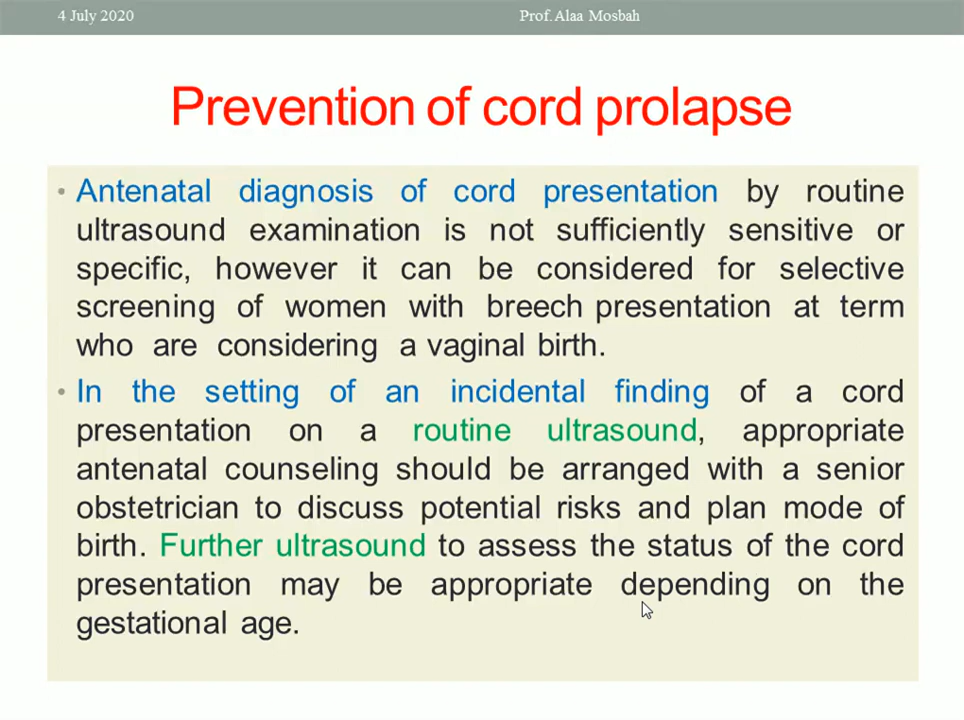 4 July 2020
Prof.Alaa Mosbah
Prevention of cord prolapse
• Antenatal diagnosis of cord presentation by routine
ultrasound examination is not sufficiently sensitive or
specific, however it can be considered for selective
screening of women with breech presentation at term
who are considering a vaginal birth.
• In the setting of an incidental finding of a cord
presentation on a routine ultrasound, appropriate
antenatal counseling should be arranged with a senior
obstetrician to discuss potential risks and plan mode of
birth. Further ultrasound to assess the status of the cord
presentation may be appropriate depending on the
gestational age.